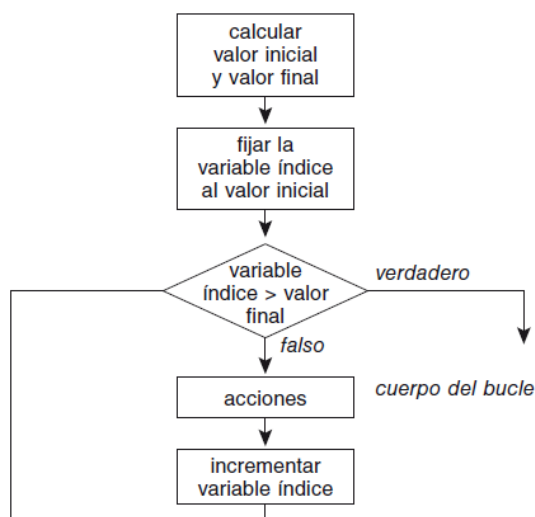 calcular
valor inicial
y valor final
fijar la
variable índice
al valor inicial
variable
índice > valor
final
verdadero
falso
acciones
cuerpo del bucle
incrementar
variable índice